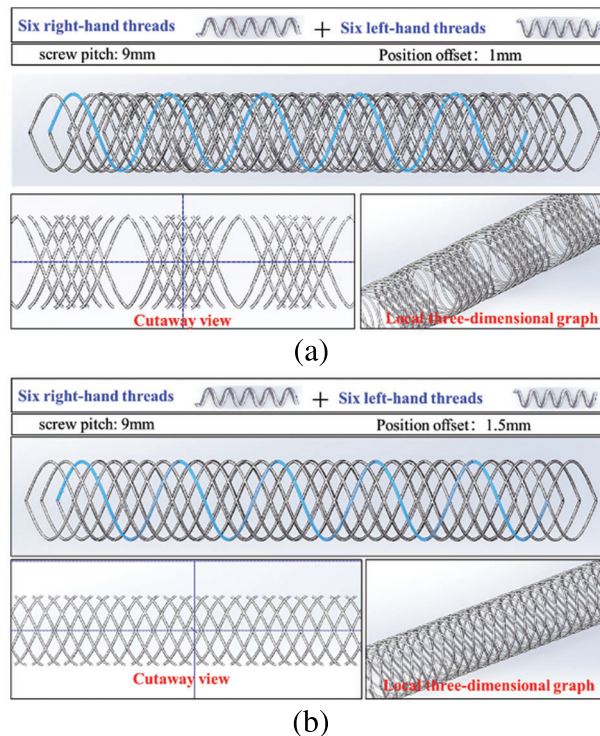 Six right-hand threads + Six left-hand threads
screw pitch: 9mm Position offset: 1mm
Cutaway view
Local three-dimensional graph
(a)
Six right-hand threads + Six left-hand threads
screw pitch: 9mm Position offset: 1.5mm
Cutaway view
Local three-dimensional graph
(b)